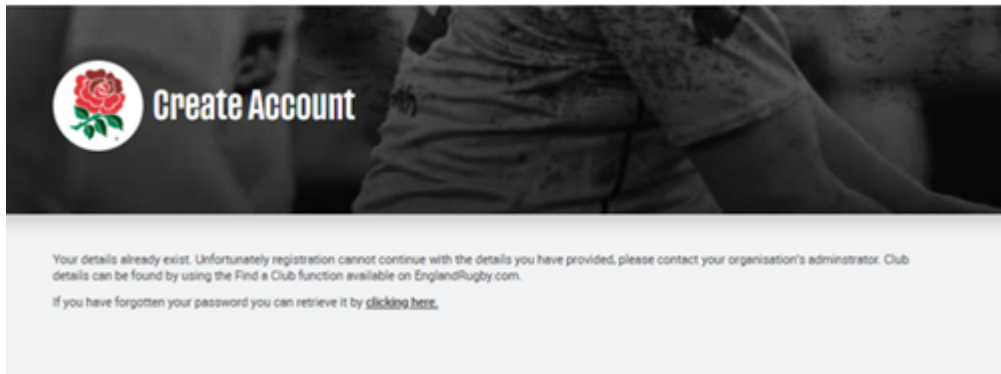 Create Account
Your details already exist. Unfortunately registration cannot continue with the details you have provided, please contact your organisation's adminstrator. Club
details can be found by using the Find a Club function available on EnglandRugby.com.
If you have forgotten your password you can retrieve it by clicking here.